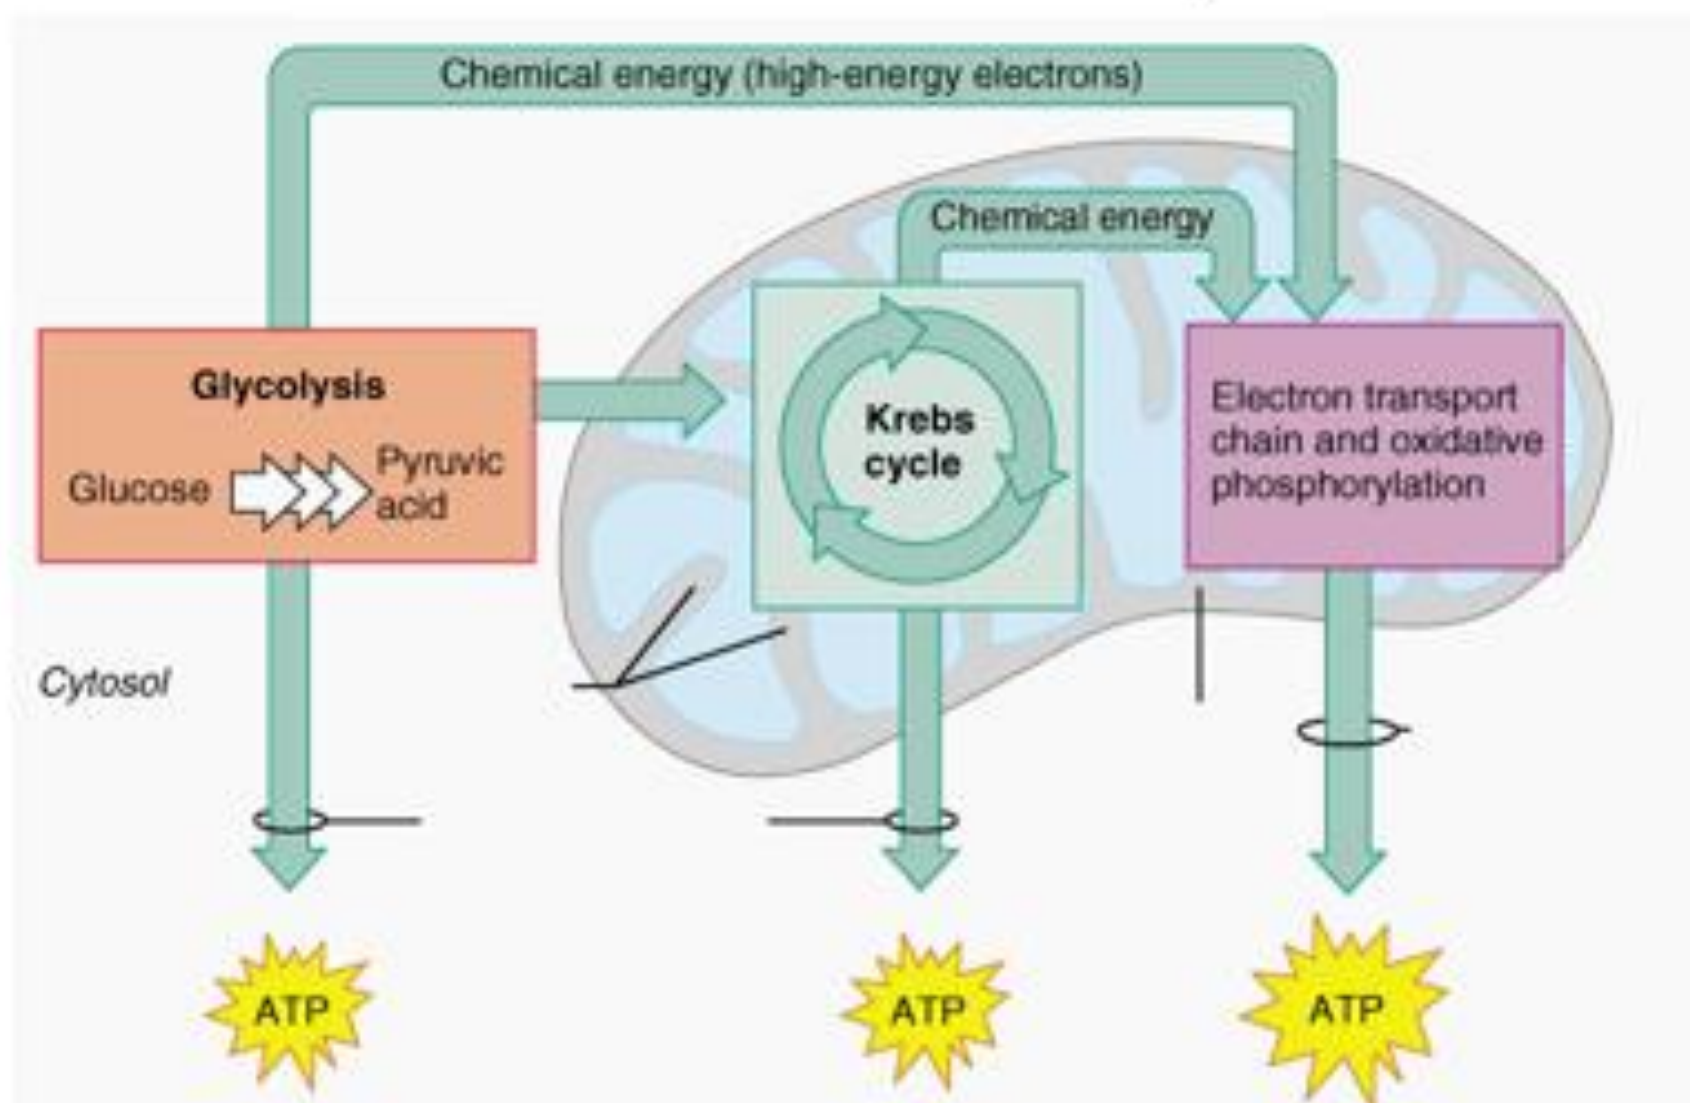 Chemical energy (high-energy electrons)
Chemical energy
Glycolysis
Glucose
Pyruvic
acid
Krebs
cycle
Electron transport
chain and oxidative
phosphorylation
Cytosol
ATP
ATP
ATP